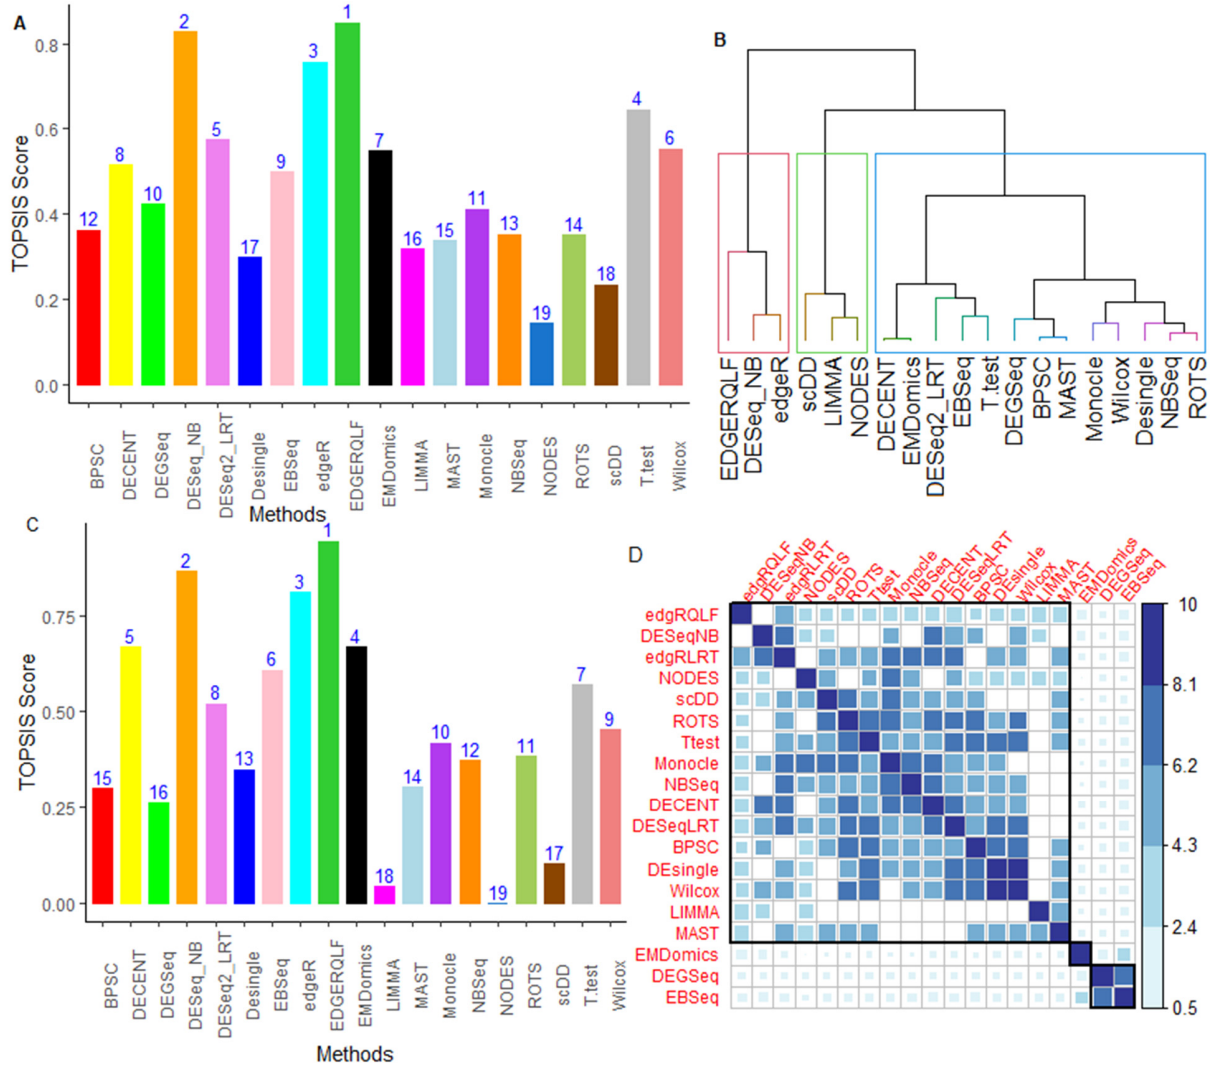 A
TOPSIS Score
0.8
0.6
0.4
0.2
0.0
12
8
10
2
5
17
9
3
1
7
16
15
11
13
19
14
18
4
6
BPSC
DECENT
DEGSeq
DESeq_NB
DESeq2_LRT
Desingle
EBSeq
edgeR
EDGERQLF
EMDomics
LIMMA
MAST
Monocle
NBSeq
NODES
ROTS
scDD
T.test
Wilcox
Methods
B
EDGERQLF
DESeq_NB
edgeR
scDD
LIMMA
NODES
DECENT
EMDomics
DESeq2_LRT
EBSeq
T.test
DEGSeq
BPSC
MAST
Monocle
Wilcox
Desingle
NBSeq
ROTS
C
TOPSIS Score
0.75
0.50
0.25
0.00
15
5
16
2
8
13
6
3
1
4
18
14
10
12
19
11
17
7
9
BPSC
DECENT
DEGSeq
DESeq_NB
DESeq2_LRT
Desingle
EBSeq
edgeR
EDGERQLF
EMDomics
LIMMA
MAST
Monocle
NBSeq
NODES
ROTS
scDD
T.test
Wilcox
Methods
D
edgRQLF
DESeqNB
edgRLRT
NODES
scDD
ROTS
Ttest
Monocle
NBSeq
DECENT
DESeqLRT
BPSC
DEsingle
Wilcox
LIMMA
MAST
EMDomics
DEGSeq
EBSeq
edgRQLF
DESeqNB
edgRLRT
NODES
scDD
ROTS
Ttest
Monocle
NBSeq
DECENT
DESeqLRT
BPSC
DEsingle
Wilcox
LIMMA
MAST
EMDomics
DEGSeq
EBSeq
10
8.1
6.2
4.3
2.4
0.5